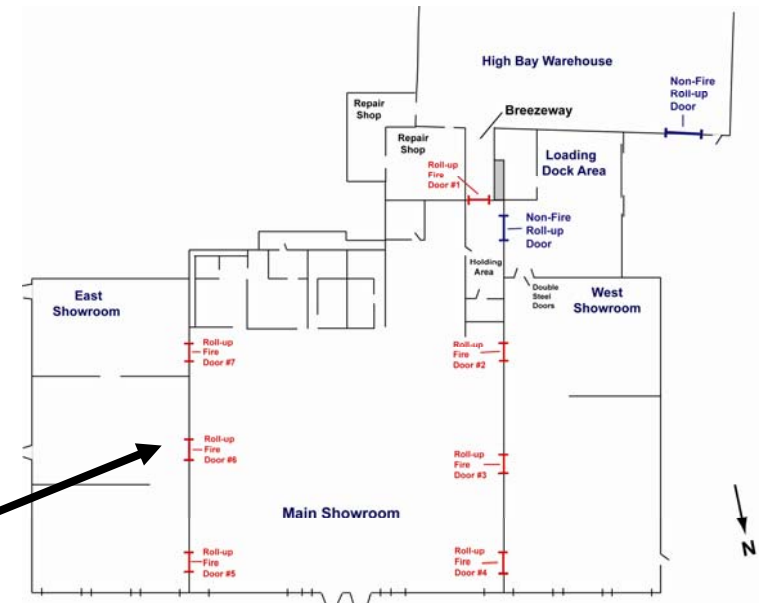 High Bay Warehouse
Non-Fire
Roll-up
Door
Repair
Shop
Breezeway
Repair
Shop
Loading
Dock Area
Roll-up
Fire
Door #1
Non-Fire
Roll-up
Door
Holding
Area
Double
Steel
Doors
East
Showroom
West
Showroom
Roll-up
Fire
Door #7
Roll-up
Fire
Door #2
Roll-up
Fire
Door #6
Roll-up
Fire
Door #3
Main Showroom
Roll-up
Fire
Door #5
Roll-up
Fire
Door #4
N